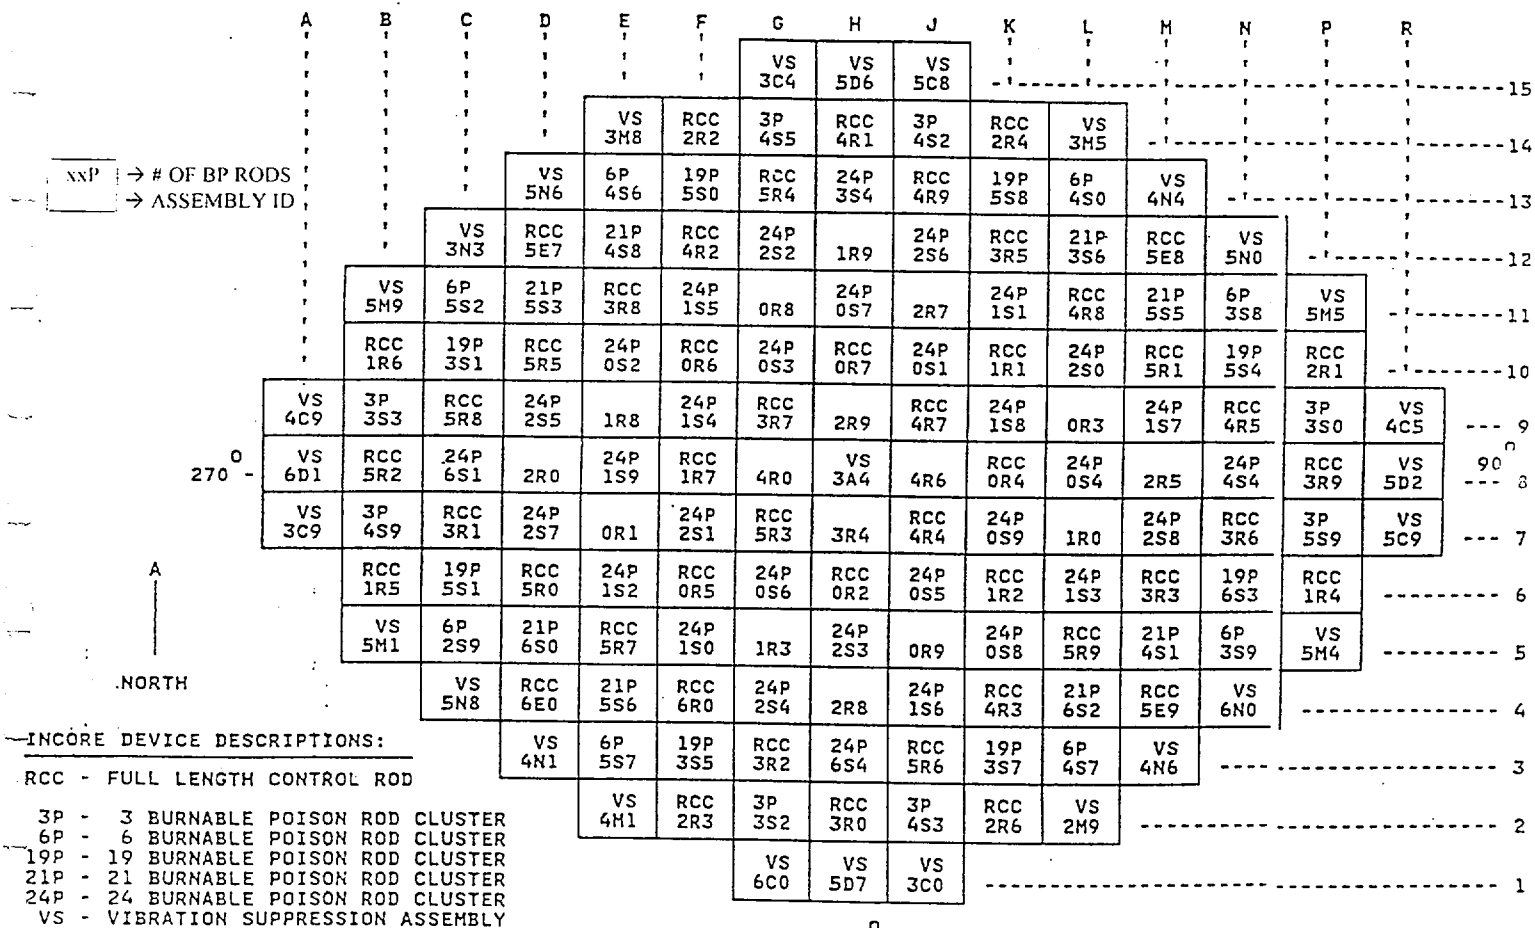 A B C D E F G H J K L M N P R
VS VS VS
3C4 5D6 5C8 15
VS RCC 3P RCC 3P RCC VS
3M8 2R2 4S5 4R1 4S2 2R4 3M5 14
xxP → # OF BP RODS
→ ASSEMBLY ID
VS 6P 19P RCC 24P RCC 19P 6P VS
5N6 4S6 5S0 5R4 3S4 4R9 5S8 4S0 4N4 13
VS RCC 21P RCC 24P 24P RCC 21P RCC VS
3N3 5E7 4S8 4R2 2S2 1R9 2S6 3R5 3S6 5E8 5N0 12
VS 6P 21P RCC 24P 24P 24P RCC 21P 6P VS
5M9 5S2 5S3 3R8 1S5 0R8 0S7 2R7 1S1 4R8 5S5 3S8 5M5 11
RCC 19P RCC 24P RCC 24P RCC 24P RCC 24P RCC 19P RCC
1R6 3S1 5R5 0S2 0R6 0S3 0R7 0S1 1R1 2S0 5R1 5S4 2R1 10
VS 3P RCC 24P 24P RCC RCC 24P 24P RCC 3P VS
4C9 3S3 5R8 2S5 1R8 1S4 3R7 2R9 4R7 1S8 0R3 1S7 4R5 3S0 4C5 9
VS RCC 24P 24P RCC VS RCC 24P 24P RCC VS
270° - 6D1 5R2 6S1 2R0 1S9 1R7 4R0 3A4 4R6 0R4 0S4 2R5 4S4 3R9 5D2 90° 8
VS 3P RCC 24P 24P RCC RCC 24P 24P RCC 3P VS
3C9 4S9 3R1 2S7 0R1 2S1 5R3 3R4 4R4 0S9 1R0 2S8 3R6 5S9 5C9 7
A
RCC 19P RCC 24P RCC 24P RCC 24P RCC 24P RCC 19P RCC
1R5 5S1 5R0 1S2 0R5 0S6 0R2 0S5 1R2 1S3 3R3 6S3 1R4 6
VS 6P 21P RCC 24P 24P 24P RCC 21P 6P VS
5M1 2S9 6S0 5R7 1S0 1R3 2S3 0R9 0S8 5R9 4S1 3S9 5M4 5
NORTH
VS RCC 21P RCC 24P 24P RCC 21P RCC VS
5N8 6E0 5S6 6R0 2S4 2R8 1S6 4R3 6S2 5E9 6N0 4
VS 6P 19P RCC 24P RCC 19P 6P VS
4N1 5S7 3S5 3R2 6S4 5R6 3S7 4S7 4N6 3
VS RCC 3P RCC 3P RCC VS
4M1 2R3 3S2 3R0 4S3 2R6 2M9 2
VS VS VS
6C0 5D7 3C0 1
INCORE DEVICE DESCRIPTIONS:
RCC - FULL LENGTH CONTROL ROD
3P - 3 BURNABLE POISON ROD CLUSTER
6P - 6 BURNABLE POISON ROD CLUSTER
19P - 19 BURNABLE POISON ROD CLUSTER
21P - 21 BURNABLE POISON ROD CLUSTER
24P - 24 BURNABLE POISON ROD CLUSTER
VS - VIBRATION SUPPRESSION ASSEMBLY